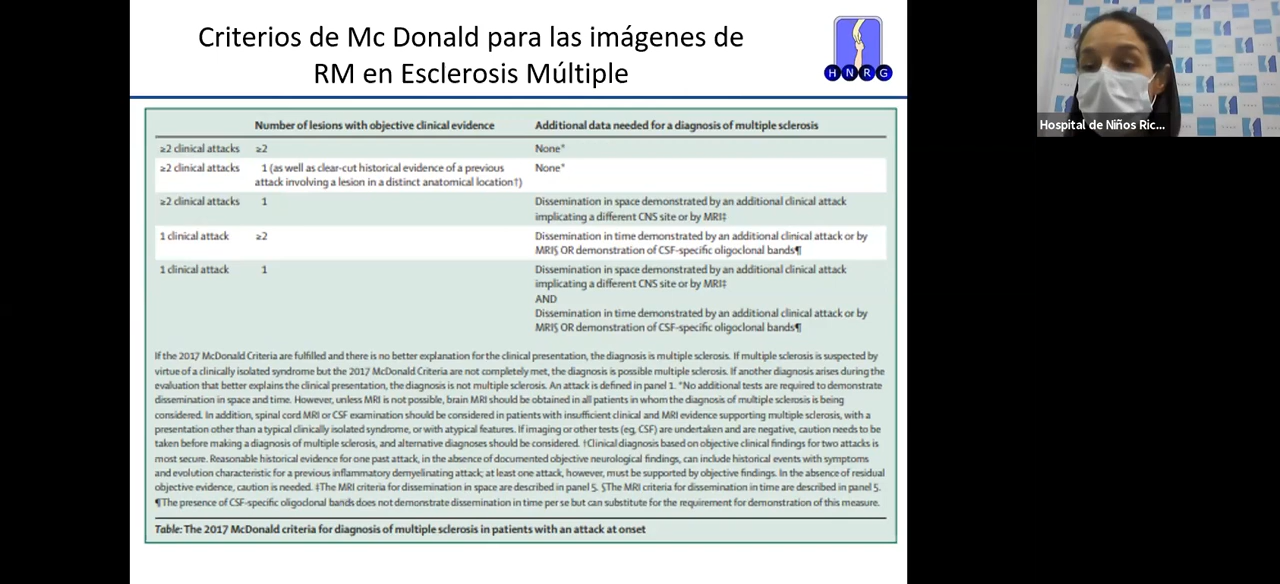 Criterios de Mc Donald para las imágenes de
RM en Esclerosis Múltiple
H N R G
Hospital de Niños Ric...
Number of lesions with objective clinical evidence Additional data needed for a diagnosis of multiple sclerosis
≥2 clinical attacks ≥2 None*
≥2 clinical attacks 1 (as well as clear-cut historical evidence of a previous None*
attack involving a lesion in a distinct anatomical location†)
≥2 clinical attacks 1 Dissemination in space demonstrated by an additional clinical attack
implicating a different CNS site or by MRI‡
1 clinical attack ≥2 Dissemination in time demonstrated by an additional clinical attack or by
MRI§ OR demonstration of CSF-specific oligoclonal bands¶
1 clinical attack 1 Dissemination in space demonstrated by an additional clinical attack
implicating a different CNS site or by MRI‡
AND
Dissemination in time demonstrated by an additional clinical attack or by
MRI§ OR demonstration of CSF-specific oligoclonal bands¶
If the 2017 McDonald Criteria are fulfilled and there is no better explanation for the clinical presentation, the diagnosis is multiple sclerosis. If multiple sclerosis is suspected by
virtue of a clinically isolated syndrome but the 2017 McDonald Criteria are not completely met, the diagnosis is possible multiple sclerosis. If another diagnosis arises during the
evaluation that better explains the clinical presentation, the diagnosis is not multiple sclerosis. An attack is defined in panel 1. *No additional tests are required to demonstrate
dissemination in space and time. However, unless MRI is not possible, brain MRI should be obtained in all patients in whom the diagnosis of multiple sclerosis is being
considered. In addition, spinal cord MRI or CSF examination should be considered in patients with insufficient clinical and MRI evidence supporting multiple sclerosis, with a
presentation other than a typical clinically isolated syndrome, or with atypical features. If imaging or other tests (eg, CSF) are undertaken and are negative, caution needs to be
taken before making a diagnosis of multiple sclerosis, and alternative diagnoses should be considered. †Clinical diagnosis based on objective clinical findings for two attacks is
most secure. Reasonable historical evidence for one past attack, in the absence of documented objective neurological findings, can include historical events with symptoms
and evolution characteristic for a previous inflammatory demyelinating attack; at least one attack, however, must be supported by objective findings. In the absence of residual
objective evidence, caution is needed. ‡The MRI criteria for dissemination in space are described in panel 5. §The MRI criteria for dissemination in time are described in panel 5.
¶The presence of CSF-specific oligoclonal bands does not demonstrate dissemination in time per se but can substitute for the requirement for demonstration of this measure.
Table: The 2017 McDonald criteria for diagnosis of multiple sclerosis in patients with an attack at onset